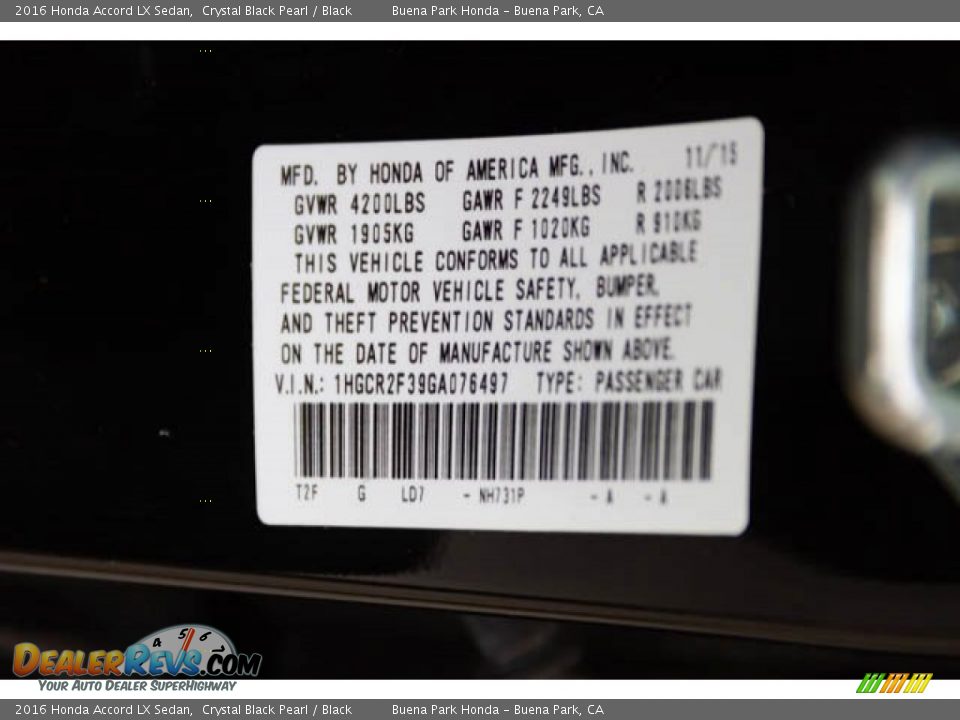 2016 Honda Accord LX Sedan, Crystal Black Pearl / Black Buena Park Honda - Buena Park, CA
MFD. BY HONDA OF AMERICA MFG., INC. 11/15
GVWR 4200LBS GAWR F 2249LBS R 2006LBS
GVWR 1905KG GAWR F 1020KG R 910KG
THIS VEHICLE CONFORMS TO ALL APPLICABLE
FEDERAL MOTOR VEHICLE SAFETY, BUMPER,
AND THEFT PREVENTION STANDARDS IN EFFECT
ON THE DATE OF MANUFACTURE SHOWN ABOVE.
V.I.N.: 1HGCR2F39GA076497 TYPE: PASSENGER CAR
T2F G LD7 - NH731P - A - A
4 5 6 7
DEALERREVS.COM
YOUR AUTO DEALER SUPERHIGHWAY
2016 Honda Accord LX Sedan, Crystal Black Pearl / Black Buena Park Honda - Buena Park, CA